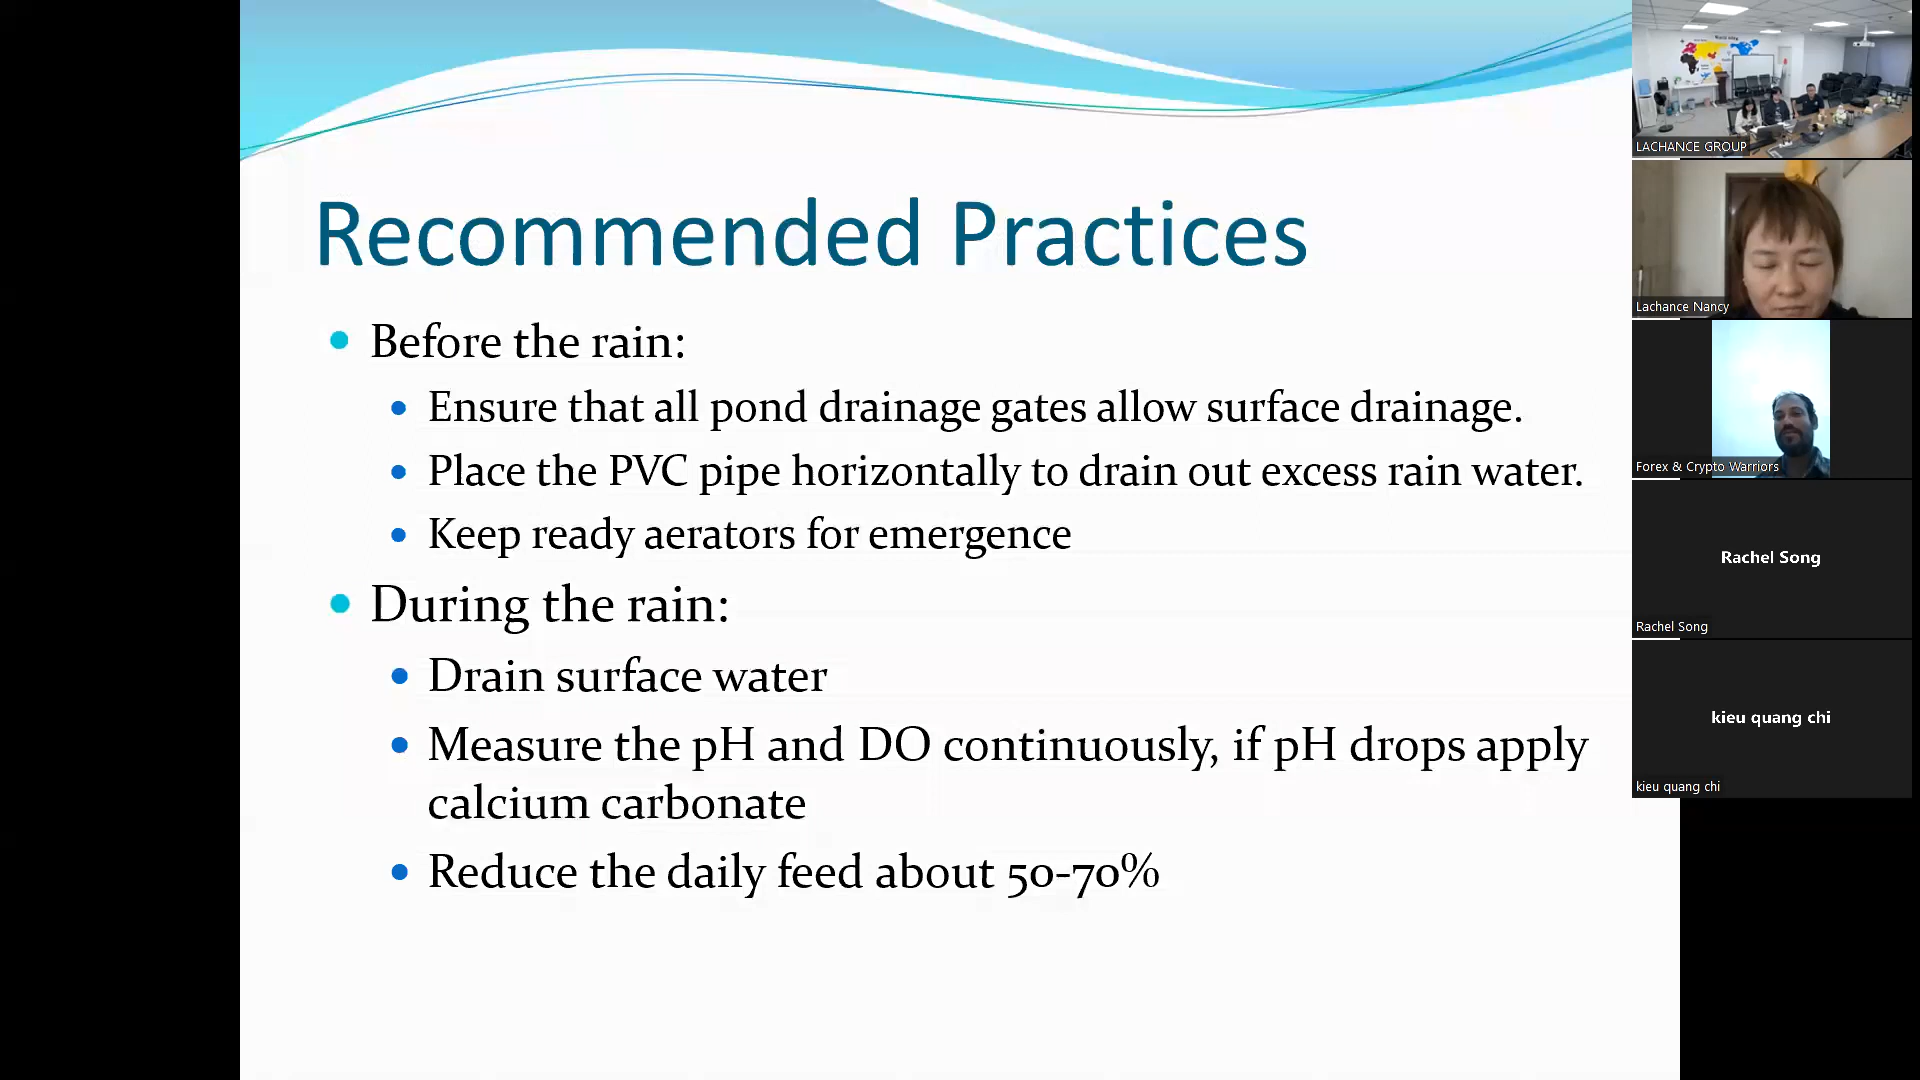 Recommended Practices
Before the rain:
Ensure that all pond drainage gates allow surface drainage.
Place the PVC pipe horizontally to drain out excess rain water.
Keep ready aerators for emergence
During the rain:
Drain surface water
Measure the pH and DO continuously, if pH drops apply
calcium carbonate
Reduce the daily feed about 50-70%
LACHANCE GROUP
Lachance Nancy
Forex & Crypto Warriors
Rachel Song
Rachel Song
kieu quang chi
kieu quang chi